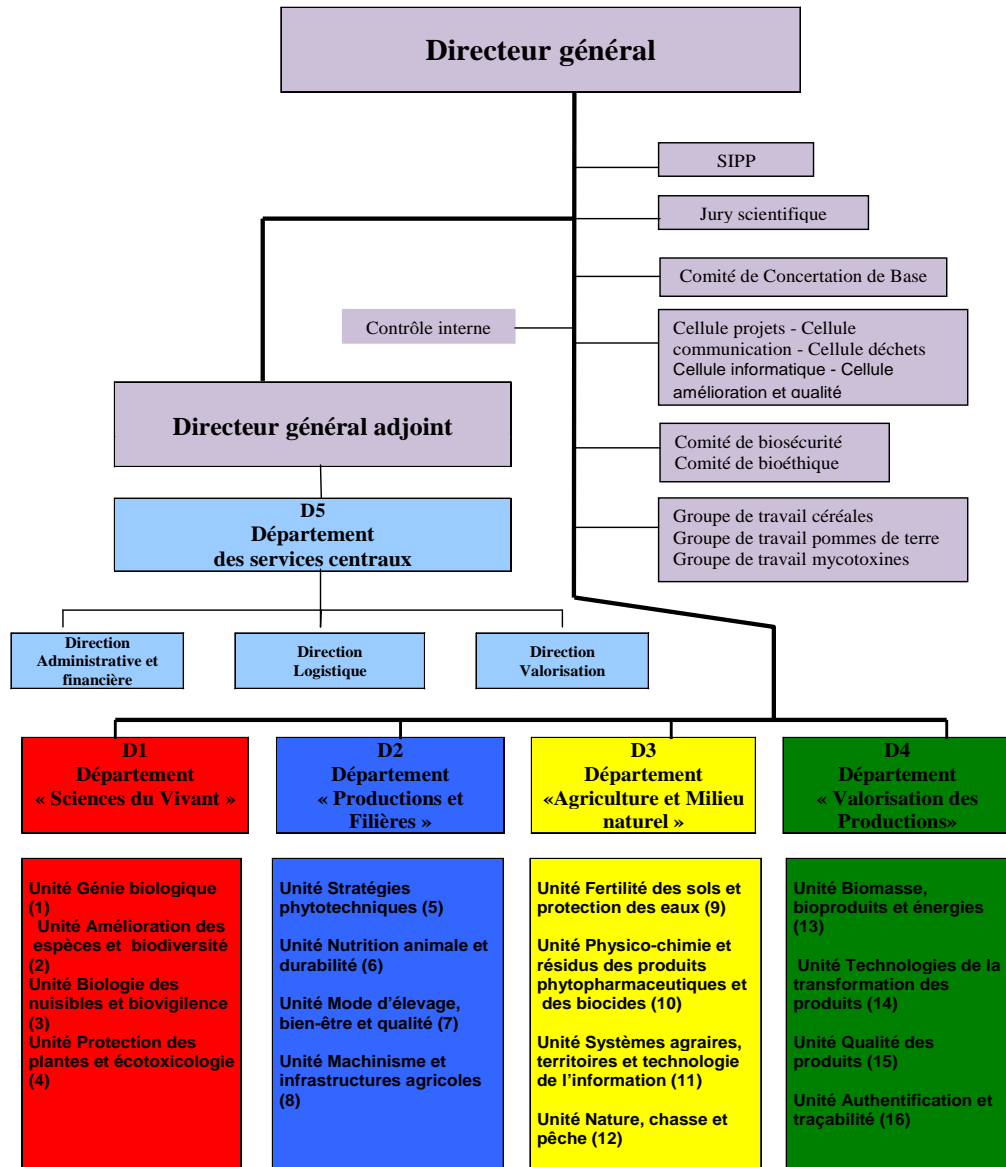 Directeur général
SIPP
Jury scientifique
Comité de Concertation de Base
Contrôle interne
Cellule projets - Cellule
communication - Cellule déchets
Cellule informatique - Cellule
amélioration et qualité
Directeur général adjoint
Comité de biosécurité
Comité de bioéthique
D5
Département
des services centraux
Groupe de travail céréales
Groupe de travail pommes de terre
Groupe de travail mycotoxines
Direction
Administrative et
financière
Direction
Logistique
Direction
Valorisation
D1
Département
« Sciences du Vivant »
D2
Département
« Productions et
Filières »
D3
Département
«Agriculture et Milieu
naturel »
D4
Département
« Valorisation des
Productions»
Unité Génie biologique
(1)
Unité Amélioration des
espèces et biodiversité
(2)
Unité Biologie des
nuisibles et biovigilence
(3)
Unité Protection des
plantes et écotoxicologie
(4)
Unité Stratégies
phytotechniques (5)
Unité Nutrition animale et
durabilité (6)
Unité Mode d'élevage,
bien-être et qualité (7)
Unité Machinisme et
infrastructures agricoles
(8)
Unité Fertilité des sols et
protection des eaux (9)
Unité Physico-chimie et
résidus des produits
phytopharmaceutiques et
des biocides (10)
Unité Systèmes agraires,
territoires et technologie
de l'information (11)
Unité Nature, chasse et
pêche (12)
Unité Biomasse,
bioproduits et énergies
(13)
Unité Technologies de la
transformation des
produits (14)
Unité Qualité des
produits (15)
Unité Authentification et
traçabilité (16)